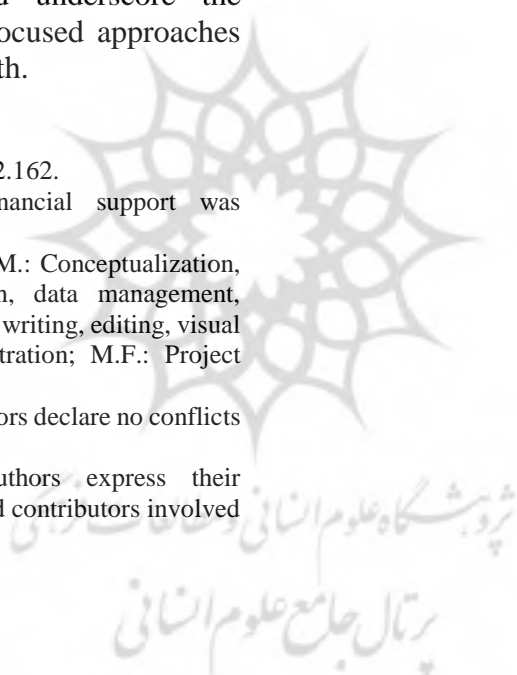 underscore the
ocused approaches
th.
2.162.
nancial support was
M.: Conceptualization,
n, data management,
writing, editing, visual
tration; M.F.: Project
ors declare no conflicts
uthors express their
d contributors involved
پژوهشگاه علوم انسانی و مطالعات فرهنگی
پرتال جامع علوم انسانی